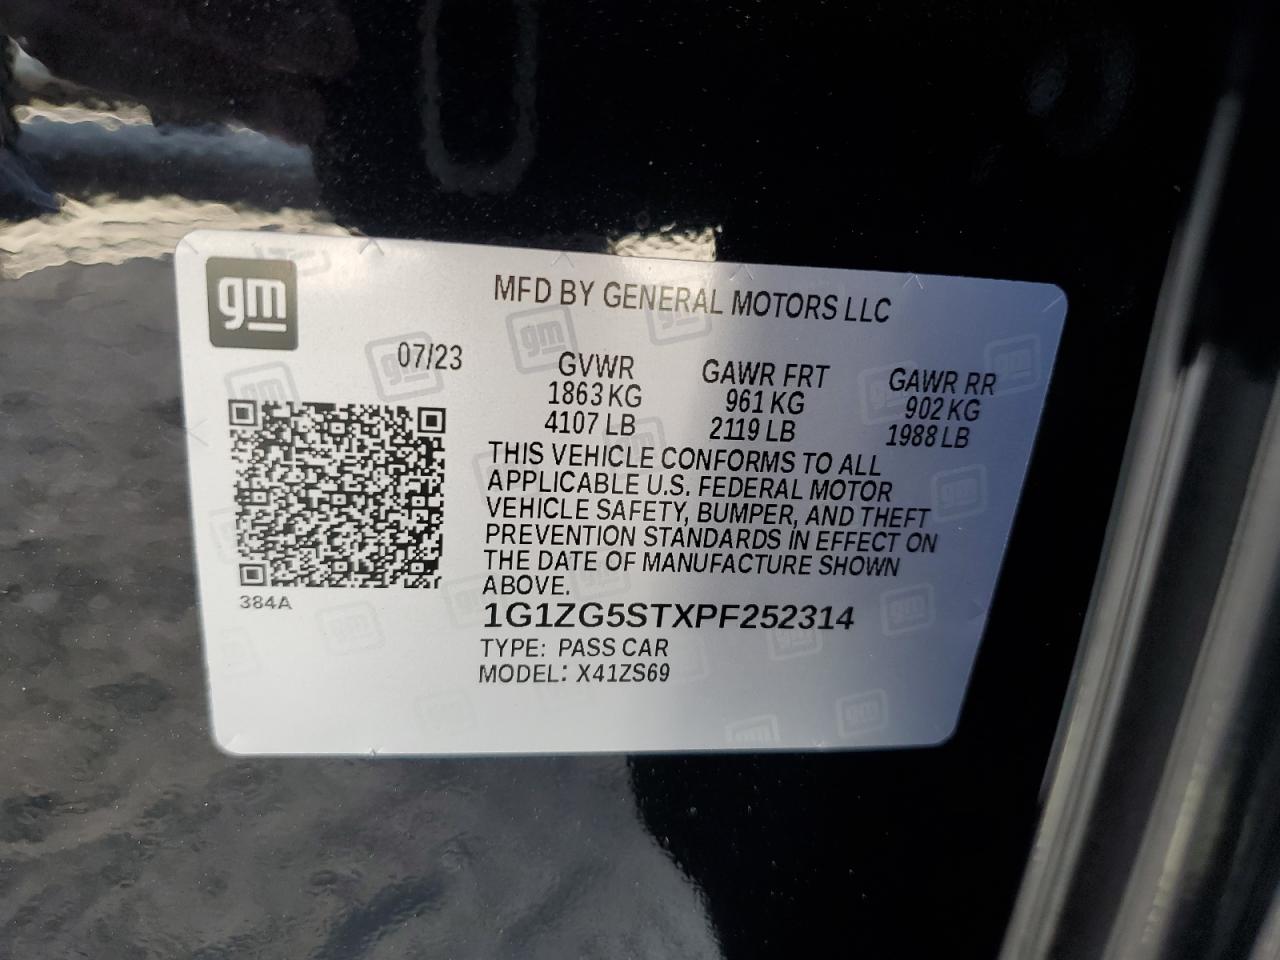 gm
MFD BY GENERAL MOTORS LLC
07/23
GVWR GAWR FRT GAWR RR
1863 KG 961 KG 902 KG
4107 LB 2119 LB 1988 LB
THIS VEHICLE CONFORMS TO ALL
APPLICABLE U.S. FEDERAL MOTOR
VEHICLE SAFETY, BUMPER, AND THEFT
PREVENTION STANDARDS IN EFFECT ON
THE DATE OF MANUFACTURE SHOWN
ABOVE.
384A
1G1ZG5STXPF252314
TYPE: PASS CAR
MODEL: X41ZS69